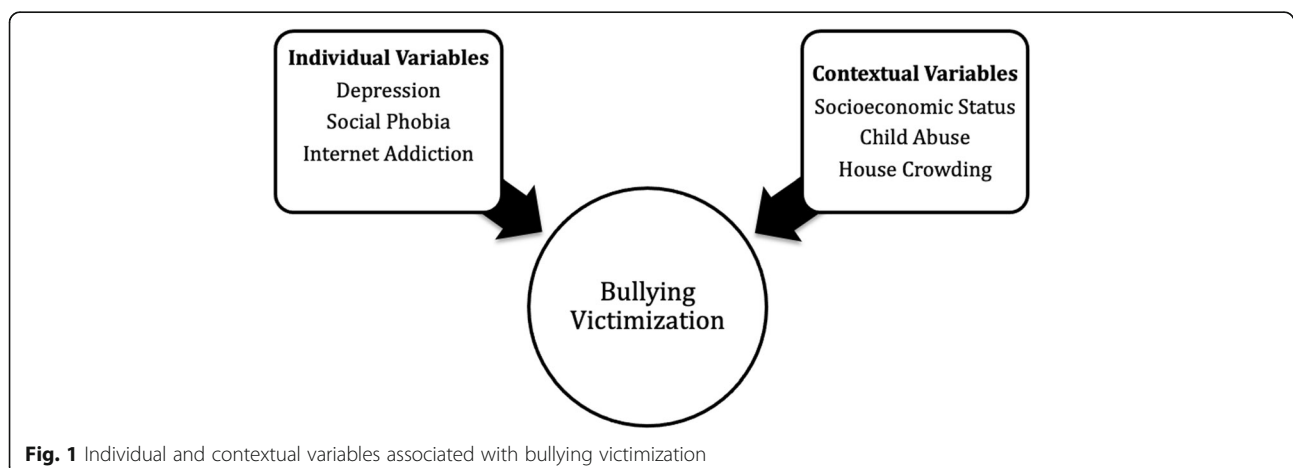 Individual Variables
Depression
Social Phobia
Internet Addiction
Contextual Variables
Socioeconomic Status
Child Abuse
House Crowding
Bullying
Victimization
Fig. 1 Individual and contextual variables associated with bullying victimization